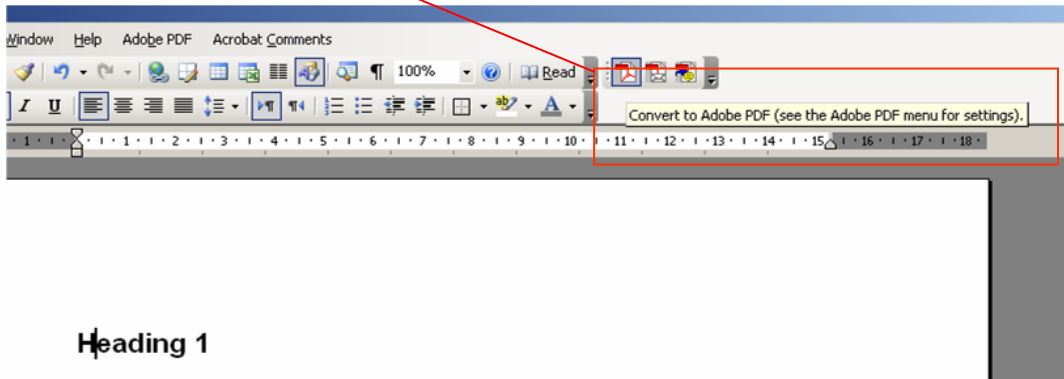 Window Help Adobe PDF Acrobat Comments
¶ 100% Read
I U ¶ ¶ ab A
Convert to Adobe PDF (see the Adobe PDF menu for settings).
1 1 2 3 4 5 6 7 8 9 10 11 12 13 14 15 16 17 18
Heading 1